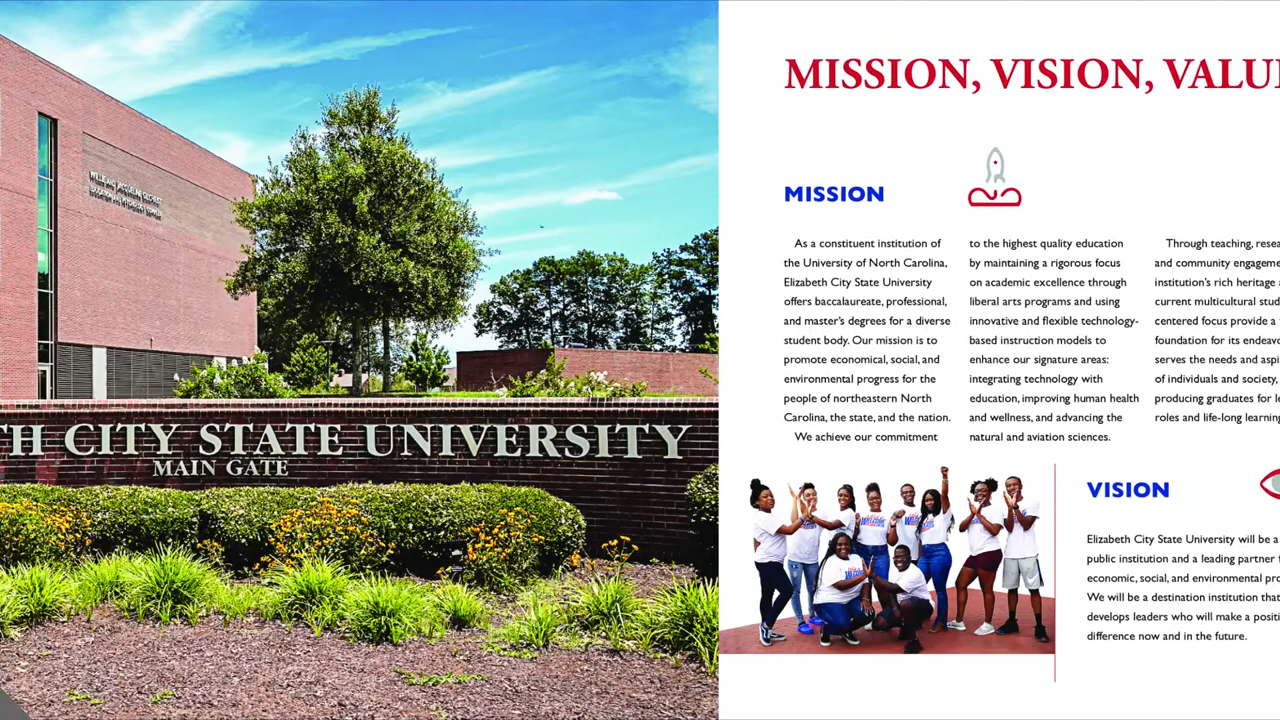 TH CITY STATE UNIVERSITY
MAIN GATE
MISSION, VISION, VALU
MISSION
As a constituent institution of
the University of North Carolina,
Elizabeth City State University
offers baccalaureate, professional,
and master's degrees for a diverse
student body. Our mission is to
promote economical, social, and
environmental progress for the
people of northeastern North
Carolina, the state, and the nation.
We achieve our commitment
to the highest quality education
by maintaining a rigorous focus
on academic excellence through
liberal arts programs and using
innovative and flexible technology-
based instruction models to
enhance our signature areas:
integrating technology with
education, improving human health
and wellness, and advancing the
natural and aviation sciences.
Through teaching, resea
and community engageme
institution's rich heritage a
current multicultural stud
centered focus provide a
foundation for its endeavo
serves the needs and aspi
of individuals and society,
producing graduates for le
roles and life-long learning
VISION
Elizabeth City State University will be a
public institution and a leading partner f
economic, social, and environmental pro
We will be a destination institution that
develops leaders who will make a positi
difference now and in the future.